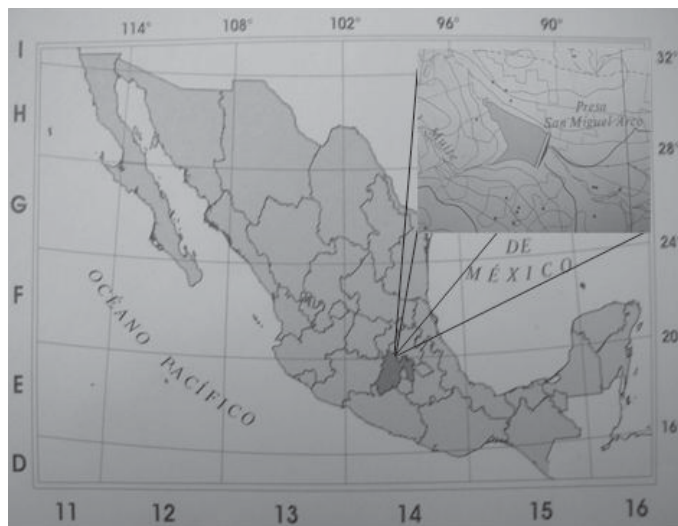 114° 108° 102° 96° 90°
I
32°
H
Presa
San Miguel Arco
28°
G
24°
DE
MÉXICO
F
OCÉANO PACÍFICO
20°
E
16°
D
11 12 13 14 15 16